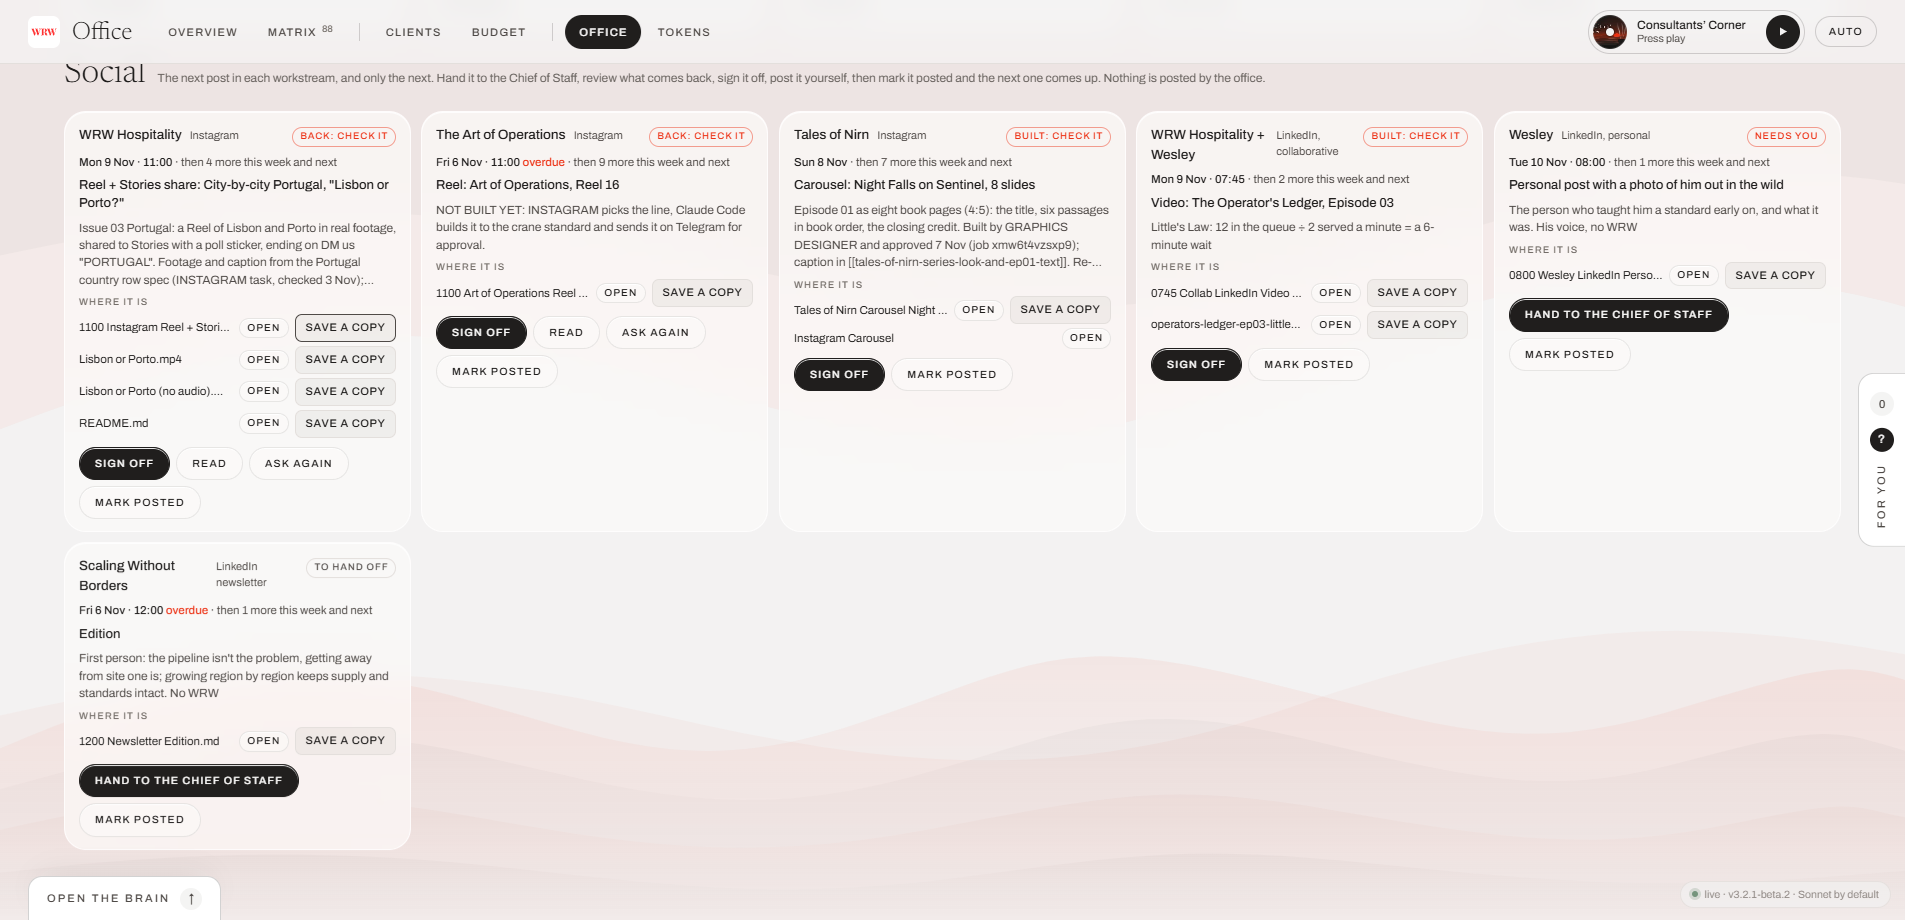 WRW Office OVERVIEW MATRIX 88 CLIENTS BUDGET OFFICE TOKENS
Consultants' Corner
Press play
AUTO
Social The next post in each workstream, and only the next. Hand it to the Chief of Staff, review what comes back, sign it off, post it yourself, then mark it posted and the next one comes up. Nothing is posted by the office.
WRW Hospitality Instagram BACK: CHECK IT
Mon 9 Nov · 11:00 · then 4 more this week and next
Reel + Stories share: City-by-city Portugal, "Lisbon or
Porto?"
Issue 03 Portugal: a Reel of Lisbon and Porto in real footage,
shared to Stories with a poll sticker, ending on DM us
"PORTUGAL". Footage and caption from the Portugal
country row spec (INSTAGRAM task, checked 3 Nov);...
WHERE IT IS
1100 Instagram Reel + Stori... OPEN SAVE A COPY
Lisbon or Porto.mp4 OPEN SAVE A COPY
Lisbon or Porto (no audio).... OPEN SAVE A COPY
README.md OPEN SAVE A COPY
SIGN OFF READ ASK AGAIN
MARK POSTED
The Art of Operations Instagram BACK: CHECK IT
Fri 6 Nov · 11:00 overdue · then 9 more this week and next
Reel: Art of Operations, Reel 16
NOT BUILT YET: INSTAGRAM picks the line, Claude Code
builds it to the crane standard and sends it on Telegram for
approval.
WHERE IT IS
1100 Art of Operations Reel ... OPEN SAVE A COPY
SIGN OFF READ ASK AGAIN
MARK POSTED
Tales of Nirn Instagram BUILT: CHECK IT
Sun 8 Nov · then 7 more this week and next
Carousel: Night Falls on Sentinel, 8 slides
Episode 01 as eight book pages (4:5): the title, six passages
in book order, the closing credit. Built by GRAPHICS
DESIGNER and approved 7 Nov (job xmw6t4vzsxp9);
caption in [[tales-of-nirn-series-look-and-ep01-text]]. Re-...
WHERE IT IS
Tales of Nirn Carousel Night ... OPEN SAVE A COPY
Instagram Carousel OPEN
SIGN OFF MARK POSTED
WRW Hospitality + LinkedIn, BUILT: CHECK IT
Wesley collaborative
Mon 9 Nov · 07:45 · then 2 more this week and next
Video: The Operator's Ledger, Episode 03
Little's Law: 12 in the queue ÷ 2 served a minute = a 6-
minute wait
WHERE IT IS
0745 Collab LinkedIn Video ... OPEN SAVE A COPY
operators-ledger-ep03-little... OPEN SAVE A COPY
SIGN OFF MARK POSTED
Wesley LinkedIn, personal NEEDS YOU
Tue 10 Nov · 08:00 · then 1 more this week and next
Personal post with a photo of him out in the wild
The person who taught him a standard early on, and what it
was. His voice, no WRW
WHERE IT IS
0800 Wesley LinkedIn Perso... OPEN SAVE A COPY
HAND TO THE CHIEF OF STAFF
MARK POSTED
Scaling Without LinkedIn TO HAND OFF
Borders newsletter
Fri 6 Nov · 12:00 overdue · then 1 more this week and next
Edition
First person: the pipeline isn't the problem, getting away
from site one is; growing region by region keeps supply and
standards intact. No WRW
WHERE IT IS
1200 Newsletter Edition.md OPEN SAVE A COPY
HAND TO THE CHIEF OF STAFF
MARK POSTED
0
?
FOR YOU
OPEN THE BRAIN ↑
live · v3.2.1-beta.2 · Sonnet by default